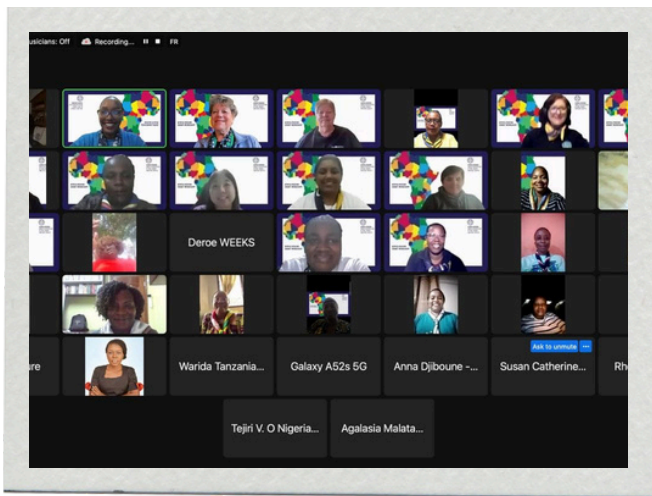 usicians: Off Recording... FR
Deroe WEEKS
Ask to unmute
ure Warida Tanzania... Galaxy A52s 5G Anna Djiboune -... Susan Catherine... Rh
Tejiri V. O Nigeria... Agalasia Malata...